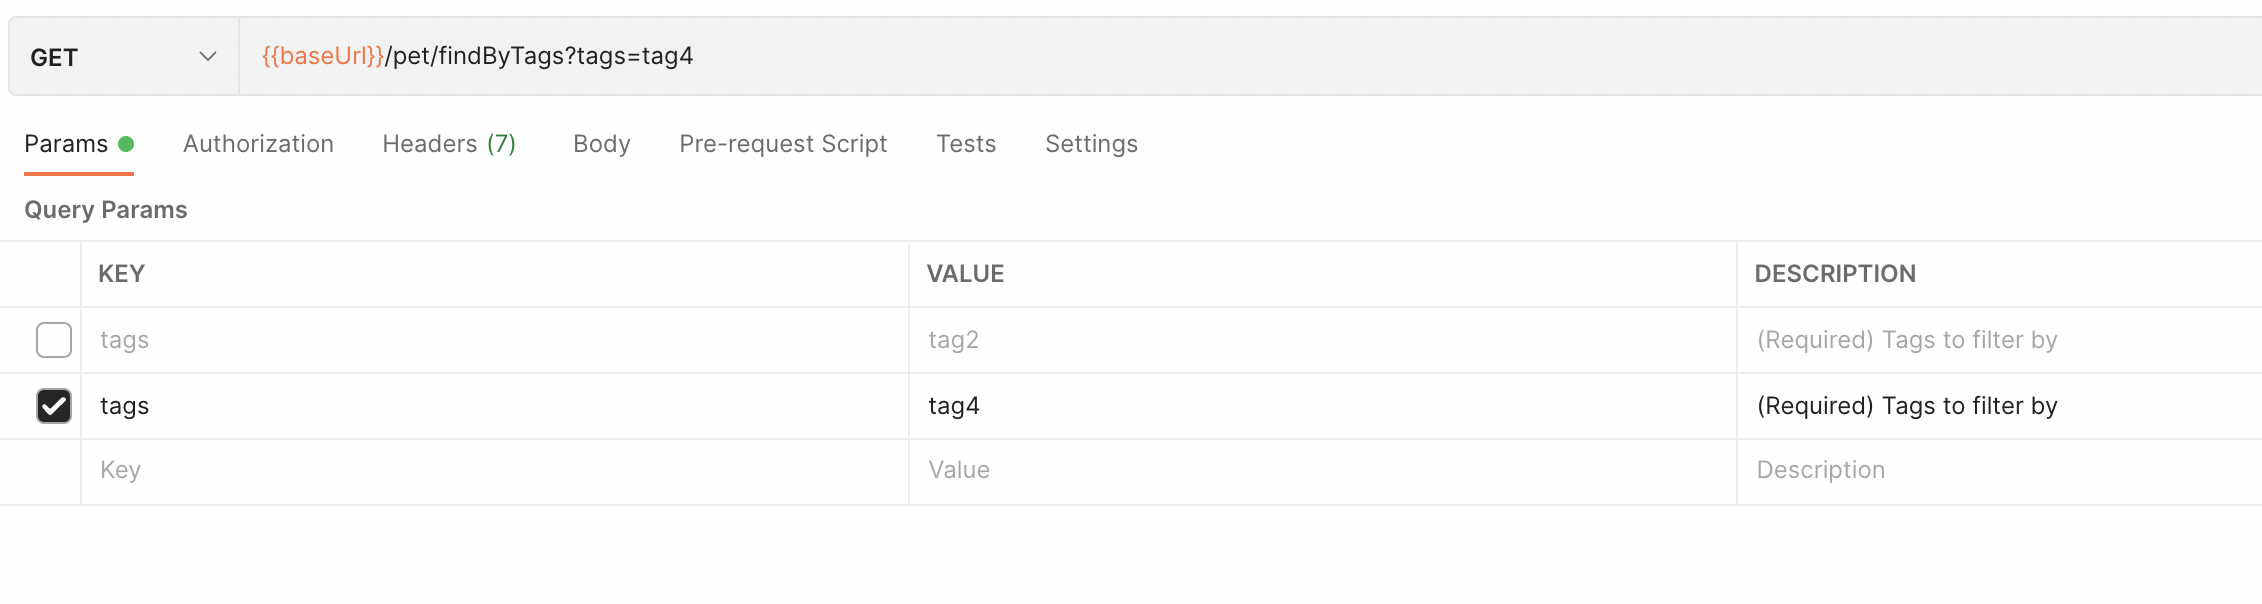 GET {{baseUrl}}/pet/findByTags?tags=tag4
Params Authorization Headers (7) Body Pre-request Script Tests Settings
Query Params
KEY VALUE DESCRIPTION
tags tag2 (Required) Tags to filter by
tags tag4 (Required) Tags to filter by
Key Value Description